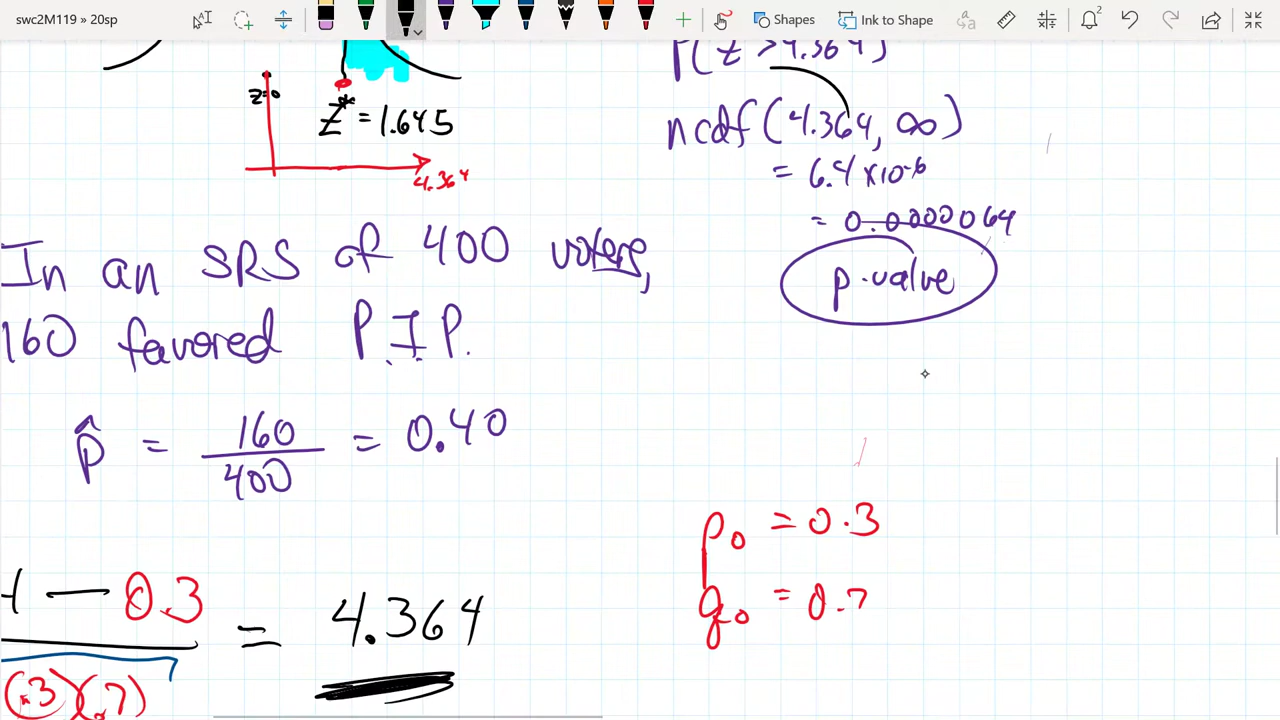 swc2M119 » 20sp
Shapes
Ink to Shape
P(z > 4.364)
z=0
z* = 1.645
4.364
ncdf(4.364, ∞)
= 6.4 x10-6
= 0.0000064
p-value
In an SRS of 400 voters,
160 favored P.I.P.
p̂ = 160/400 = 0.40
p0 = 0.3
q0 = 0.7
4 — 0.3
= 4.364
(.3)(.7)